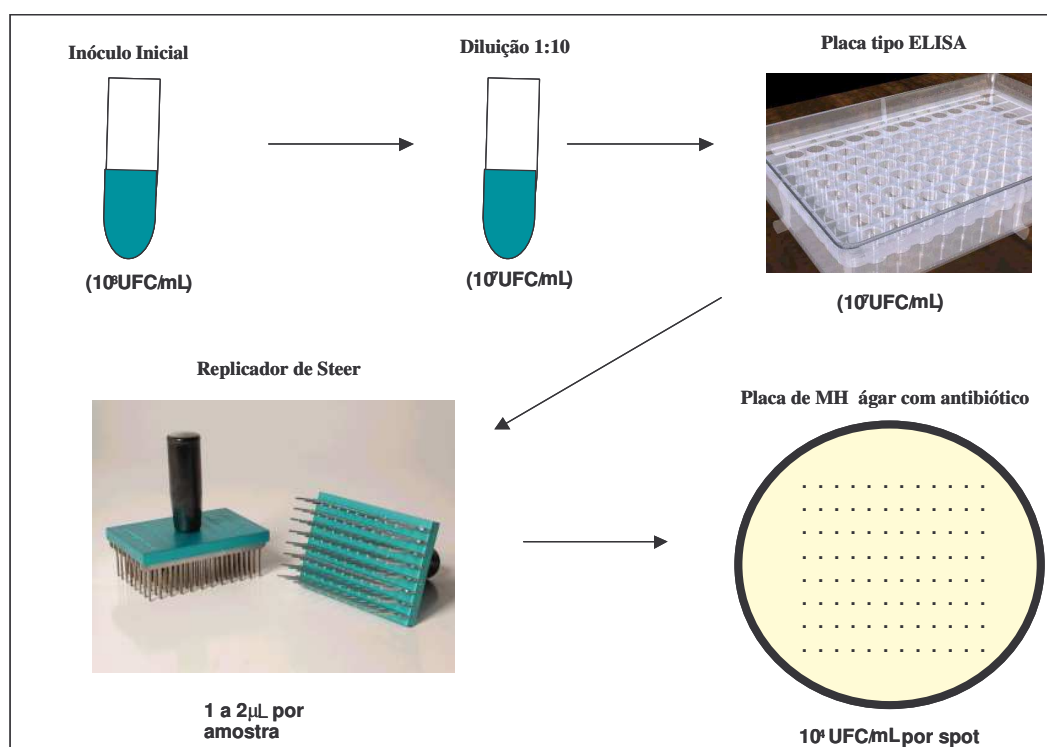 Inóculo Inicial
Diluição 1:10
Placa tipo ELISA
(10⁸UFC/mL)
(10⁷UFC/mL)
(10⁷UFC/mL)
Replicador de Steer
Placa de MH ágar com antibiótico
1 a 2µL por
amostra
10⁴ UFC/mL por spot